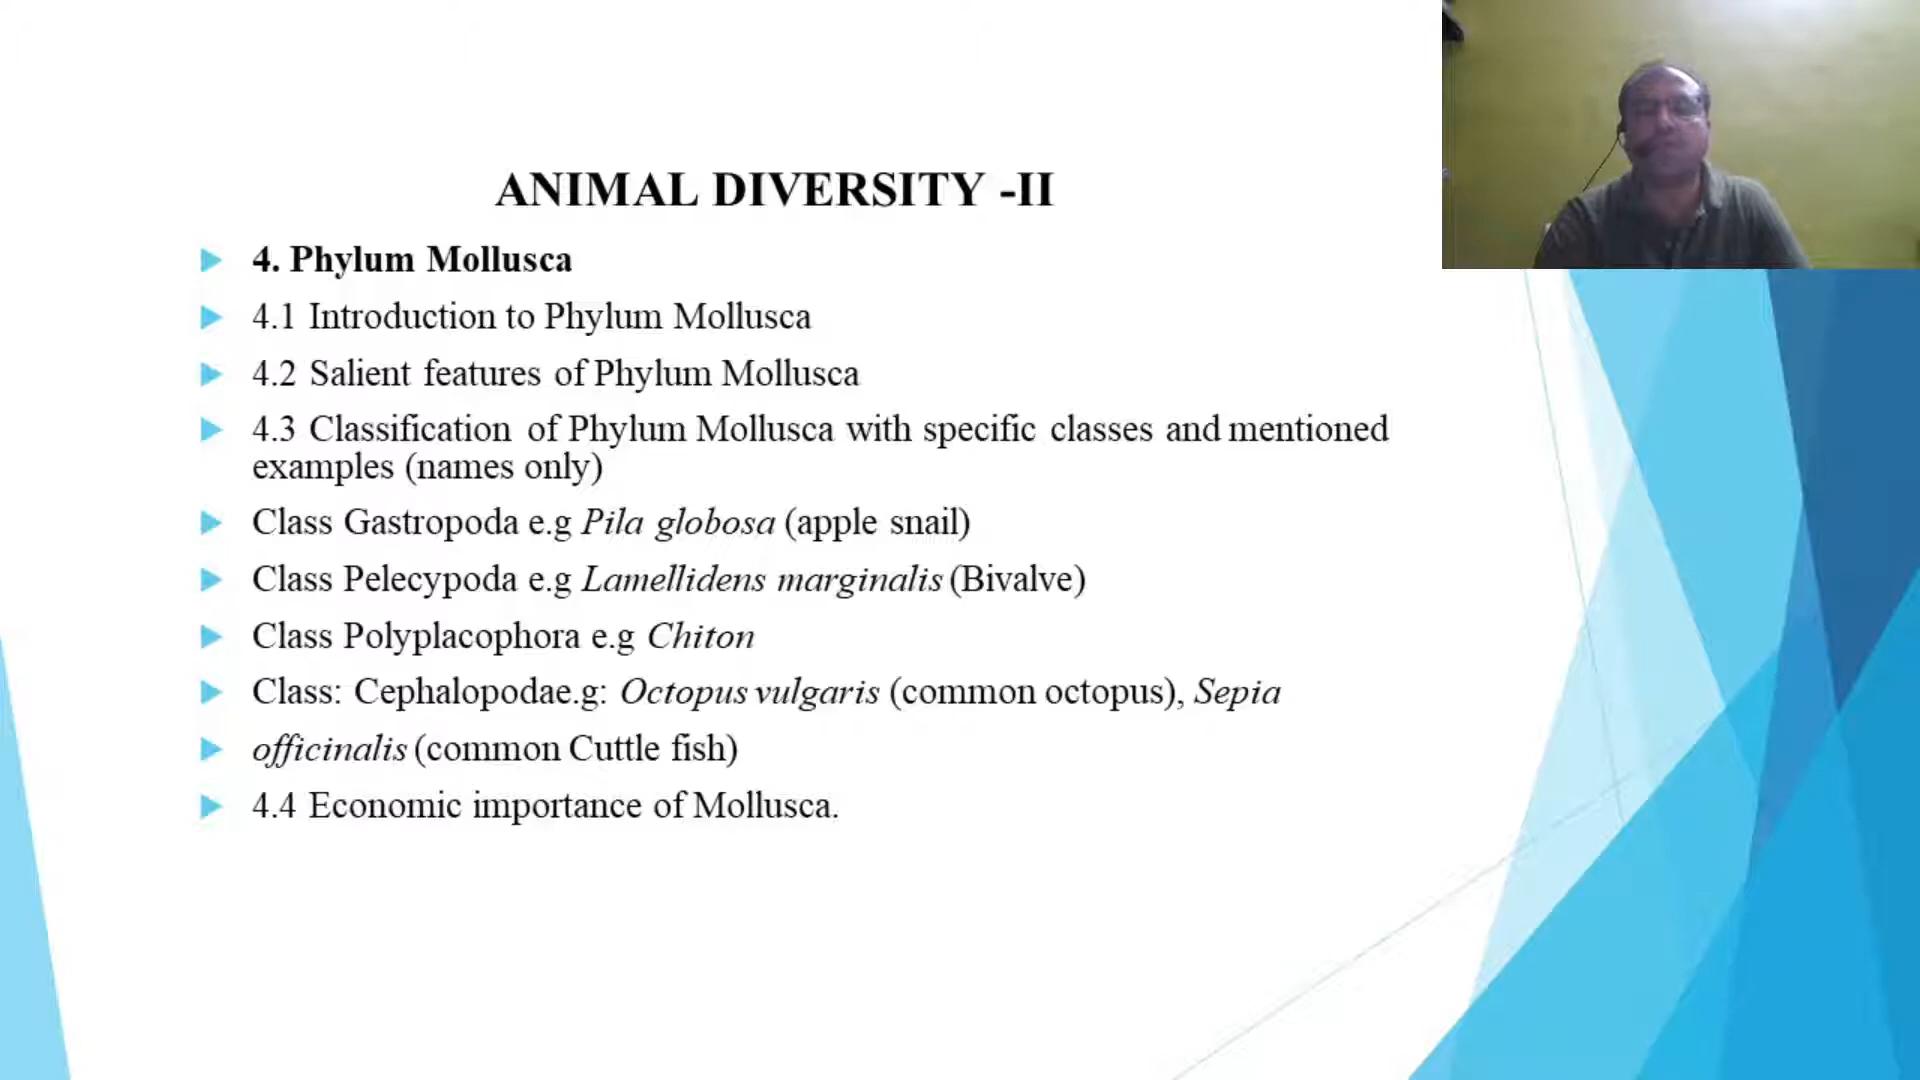 ANIMAL DIVERSITY -II
4. Phylum Mollusca
4.1 Introduction to Phylum Mollusca
4.2 Salient features of Phylum Mollusca
4.3 Classification of Phylum Mollusca with specific classes and mentioned
examples (names only)
Class Gastropoda e.g Pila globosa (apple snail)
Class Pelecypoda e.g Lamellidens marginalis (Bivalve)
Class Polyplacophora e.g Chiton
Class: Cephalopodae.g: Octopus vulgaris (common octopus), Sepia
officinalis (common Cuttle fish)
4.4 Economic importance of Mollusca.